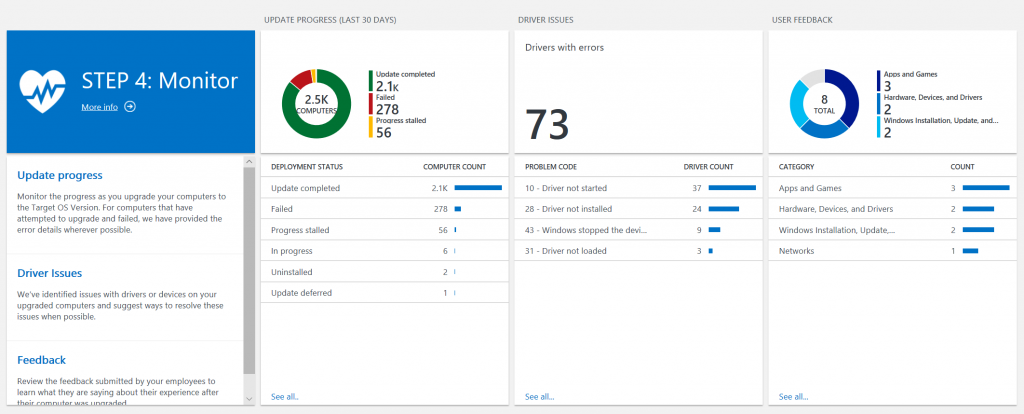 UPDATE PROGRESS (LAST 30 DAYS)
DRIVER ISSUES
USER FEEDBACK
STEP 4: Monitor
More info
Update progress
Monitor the progress as you upgrade your computers to
the Target OS Version. For computers that have
attempted to upgrade and failed, we have provided the
error details wherever possible.
Driver Issues
We've identified issues with drivers or devices on your
upgraded computers and suggest ways to resolve these
issues when possible.
Feedback
Review the feedback submitted by your employees to
learn what they are saying about their experience after
their computer was upgraded.
2.5K
COMPUTERS
Update completed
2.1K
Failed
278
Progress stalled
56
DEPLOYMENT STATUS COMPUTER COUNT
Update completed 2.1K
Failed 278
Progress stalled 56
In progress 6
Uninstalled 2
Update deferred 1
See all..
Drivers with errors
73
PROBLEM CODE DRIVER COUNT
10 - Driver not started 37
28 - Driver not installed 24
43 - Windows stopped the devi... 9
31 - Driver not loaded 3
See all...
8
TOTAL
Apps and Games
3
Hardware, Devices, and Drivers
2
Windows Installation, Update, and...
2
CATEGORY COUNT
Apps and Games 3
Hardware, Devices, and Drivers 2
Windows Installation, Update,... 2
Networks 1
See all...